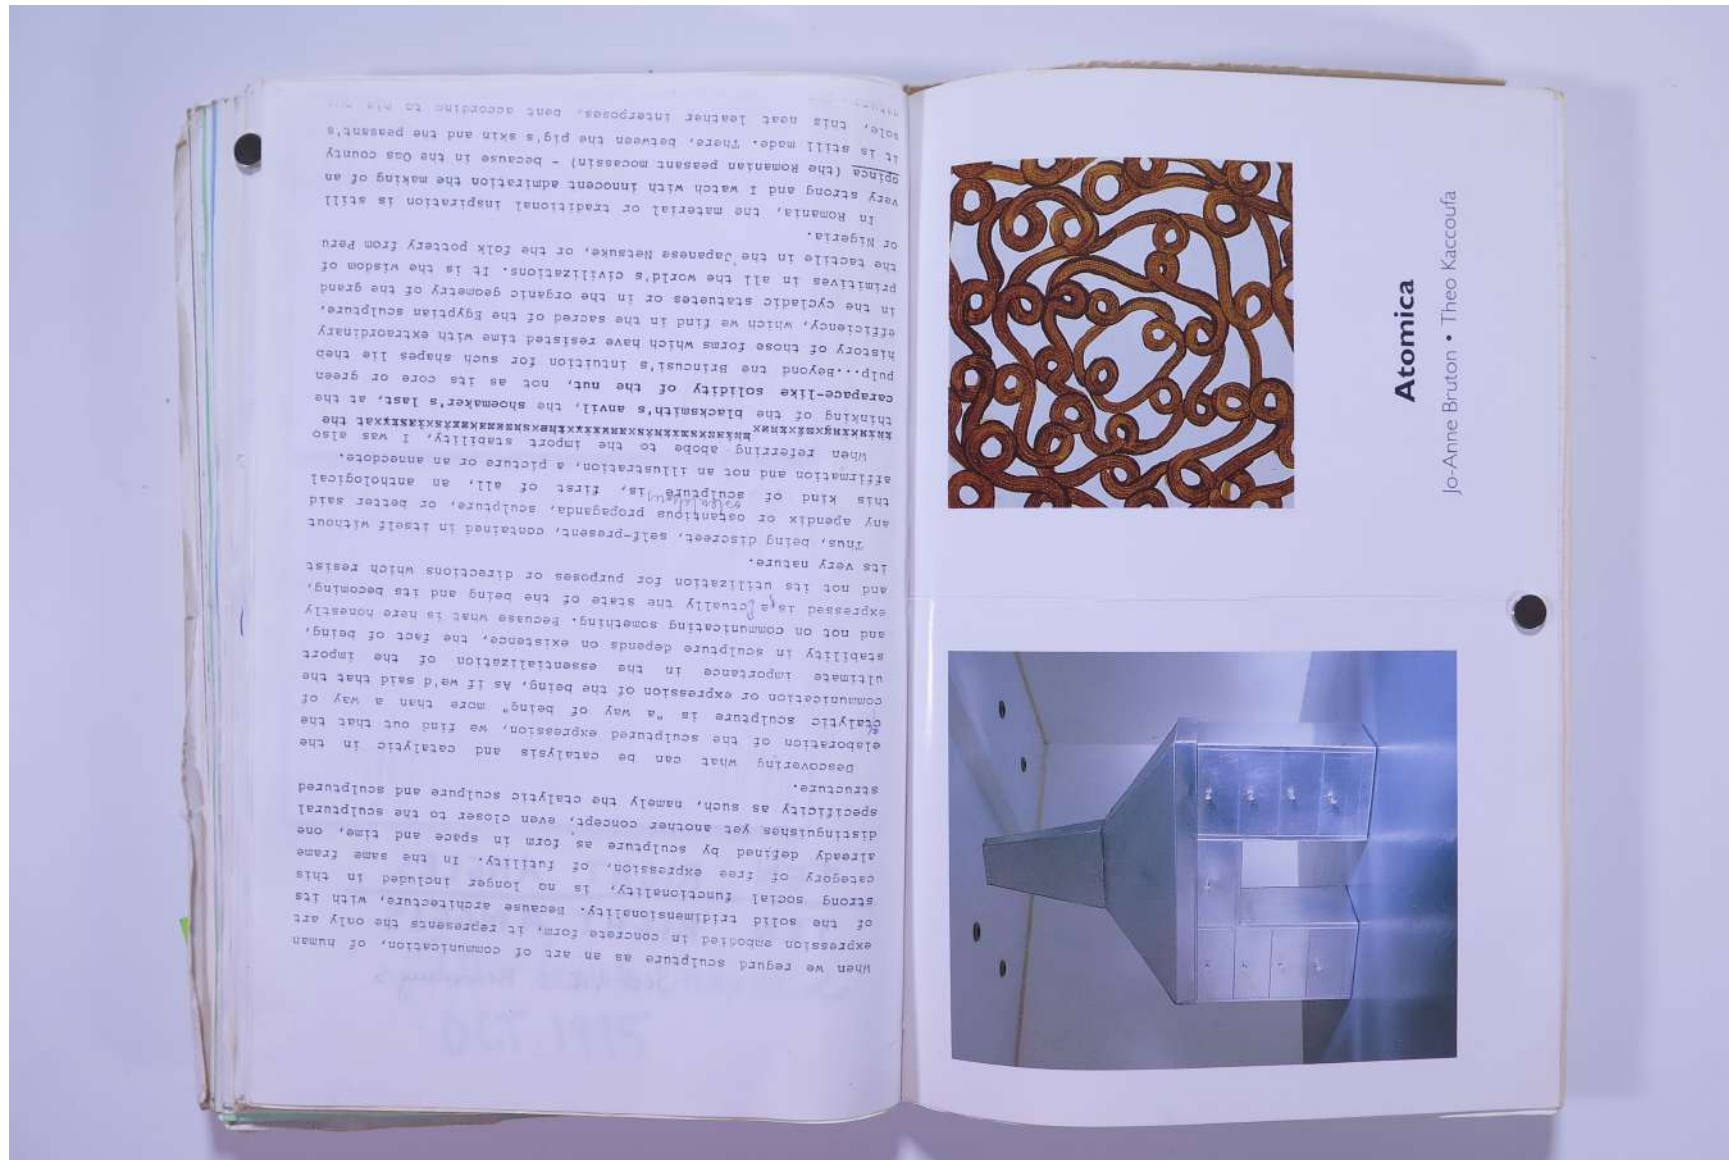 When we regurd sculpture as an art of communication, of human
expression embodied in concrete form, it represents the only art
of the solid tridimensionality. Because architecture, with its
strong social functionality, is no longer included in this
category of free expression, of futility. In the same frame
already defined by sculpture as form in space and time, one
distinguishes yet another concept, even closer to the sculptural
specificity as such, namely the ctalytic sculpure and sculptured
structure.
Descovering what can be catalysis and catalytic in the
elaboration of the sculptured expression, we find out that the
ctalytic sculpture is "a way of being" more than a way of
communication or expression of the being, As if we'd said that the
ultimate importance in the essentialization of the import
stability in sculpture depends on existence, the fact of being,
and not on communicating something. Becuase what is here honestly
expressed is actually the state of the being and its becoming,
and not its utilization for purposes or directions which resist
its very nature.
Thus, being discreet, self-present, contained in itself without
any apendix or ostantious propaganda, sculpture, or better said
this kind of sculpture is, first of all, an anthological
affirmation and not an illustration, a picture or an annecdote.
When referring abobe to the import stability, I was also
at the
thinking of the blacksmith's anvil, the shoemaker's last, at the
carapace-like solidity of the nut, not as its core or green
pulp...Beyond the Brincusi's intuition for such shapes lie theb
history of those forms which have resisted time with extraordinary
efficiency, which we find in the sacred of the Egyptian sculpture,
in the cycladic statuetes or in the organic geometry of the grand
primitives in all the world's civilizations. It is the wisdom of
the tactile in the Japanese Netsuke, or the folk pottery from Peru
or Nigeria.
In Romania, the material or traditional inspiration is still
very strong and I watch with innocent admiration the making of an
opinca (the Romanian peasant mocassin) - because in the Oas county
it is still made. There, between the pig's skin and the peasant's
sole, this neat leather interposes, bent according to his
Atomica
Jo-Anne Bruton • Theo Kaccoufa